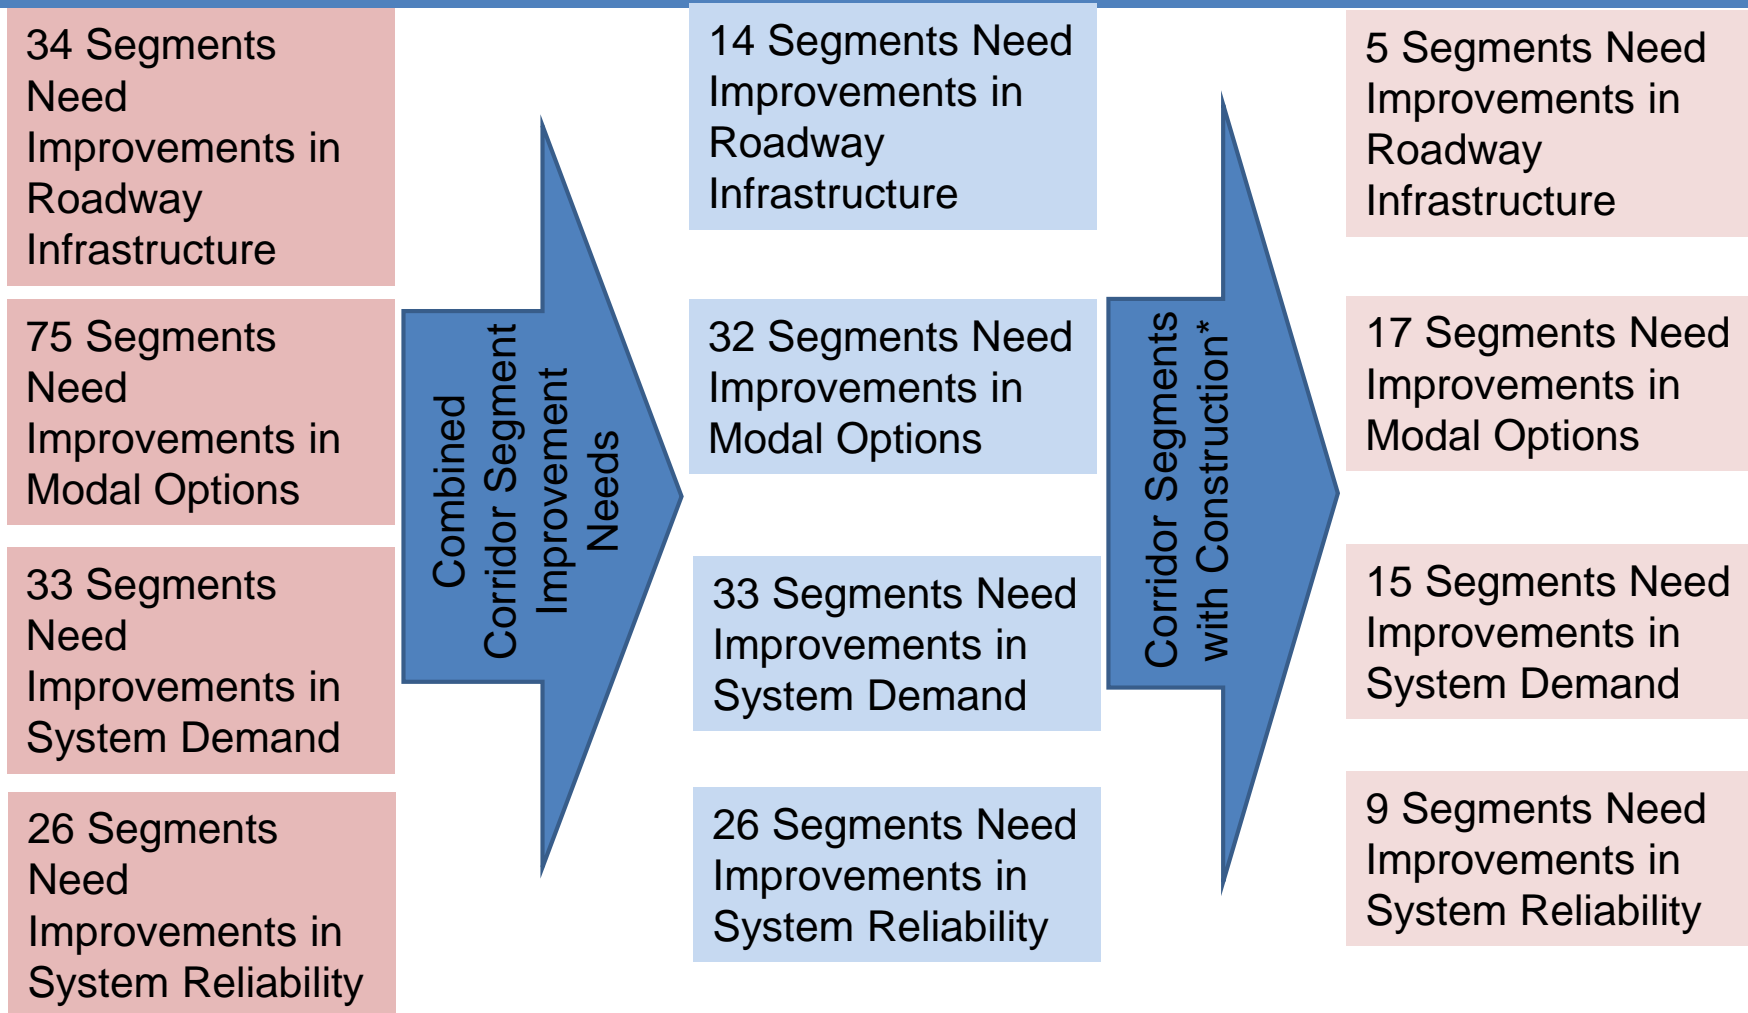 34 Segments
Need
Improvements in
Roadway
Infrastructure
75 Segments
Need
Improvements in
Modal Options
33 Segments
Need
Improvements in
System Demand
26 Segments
Need
Improvements in
System Reliability
Combined
Corridor Segment
Improvement
Needs
14 Segments Need
Improvements in
Roadway
Infrastructure
32 Segments Need
Improvements in
Modal Options
33 Segments Need
Improvements in
System Demand
26 Segments Need
Improvements in
System Reliability
Corridor Segments
with Construction*
5 Segments Need
Improvements in
Roadway
Infrastructure
17 Segments Need
Improvements in
Modal Options
15 Segments Need
Improvements in
System Demand
9 Segments Need
Improvements in
System Reliability